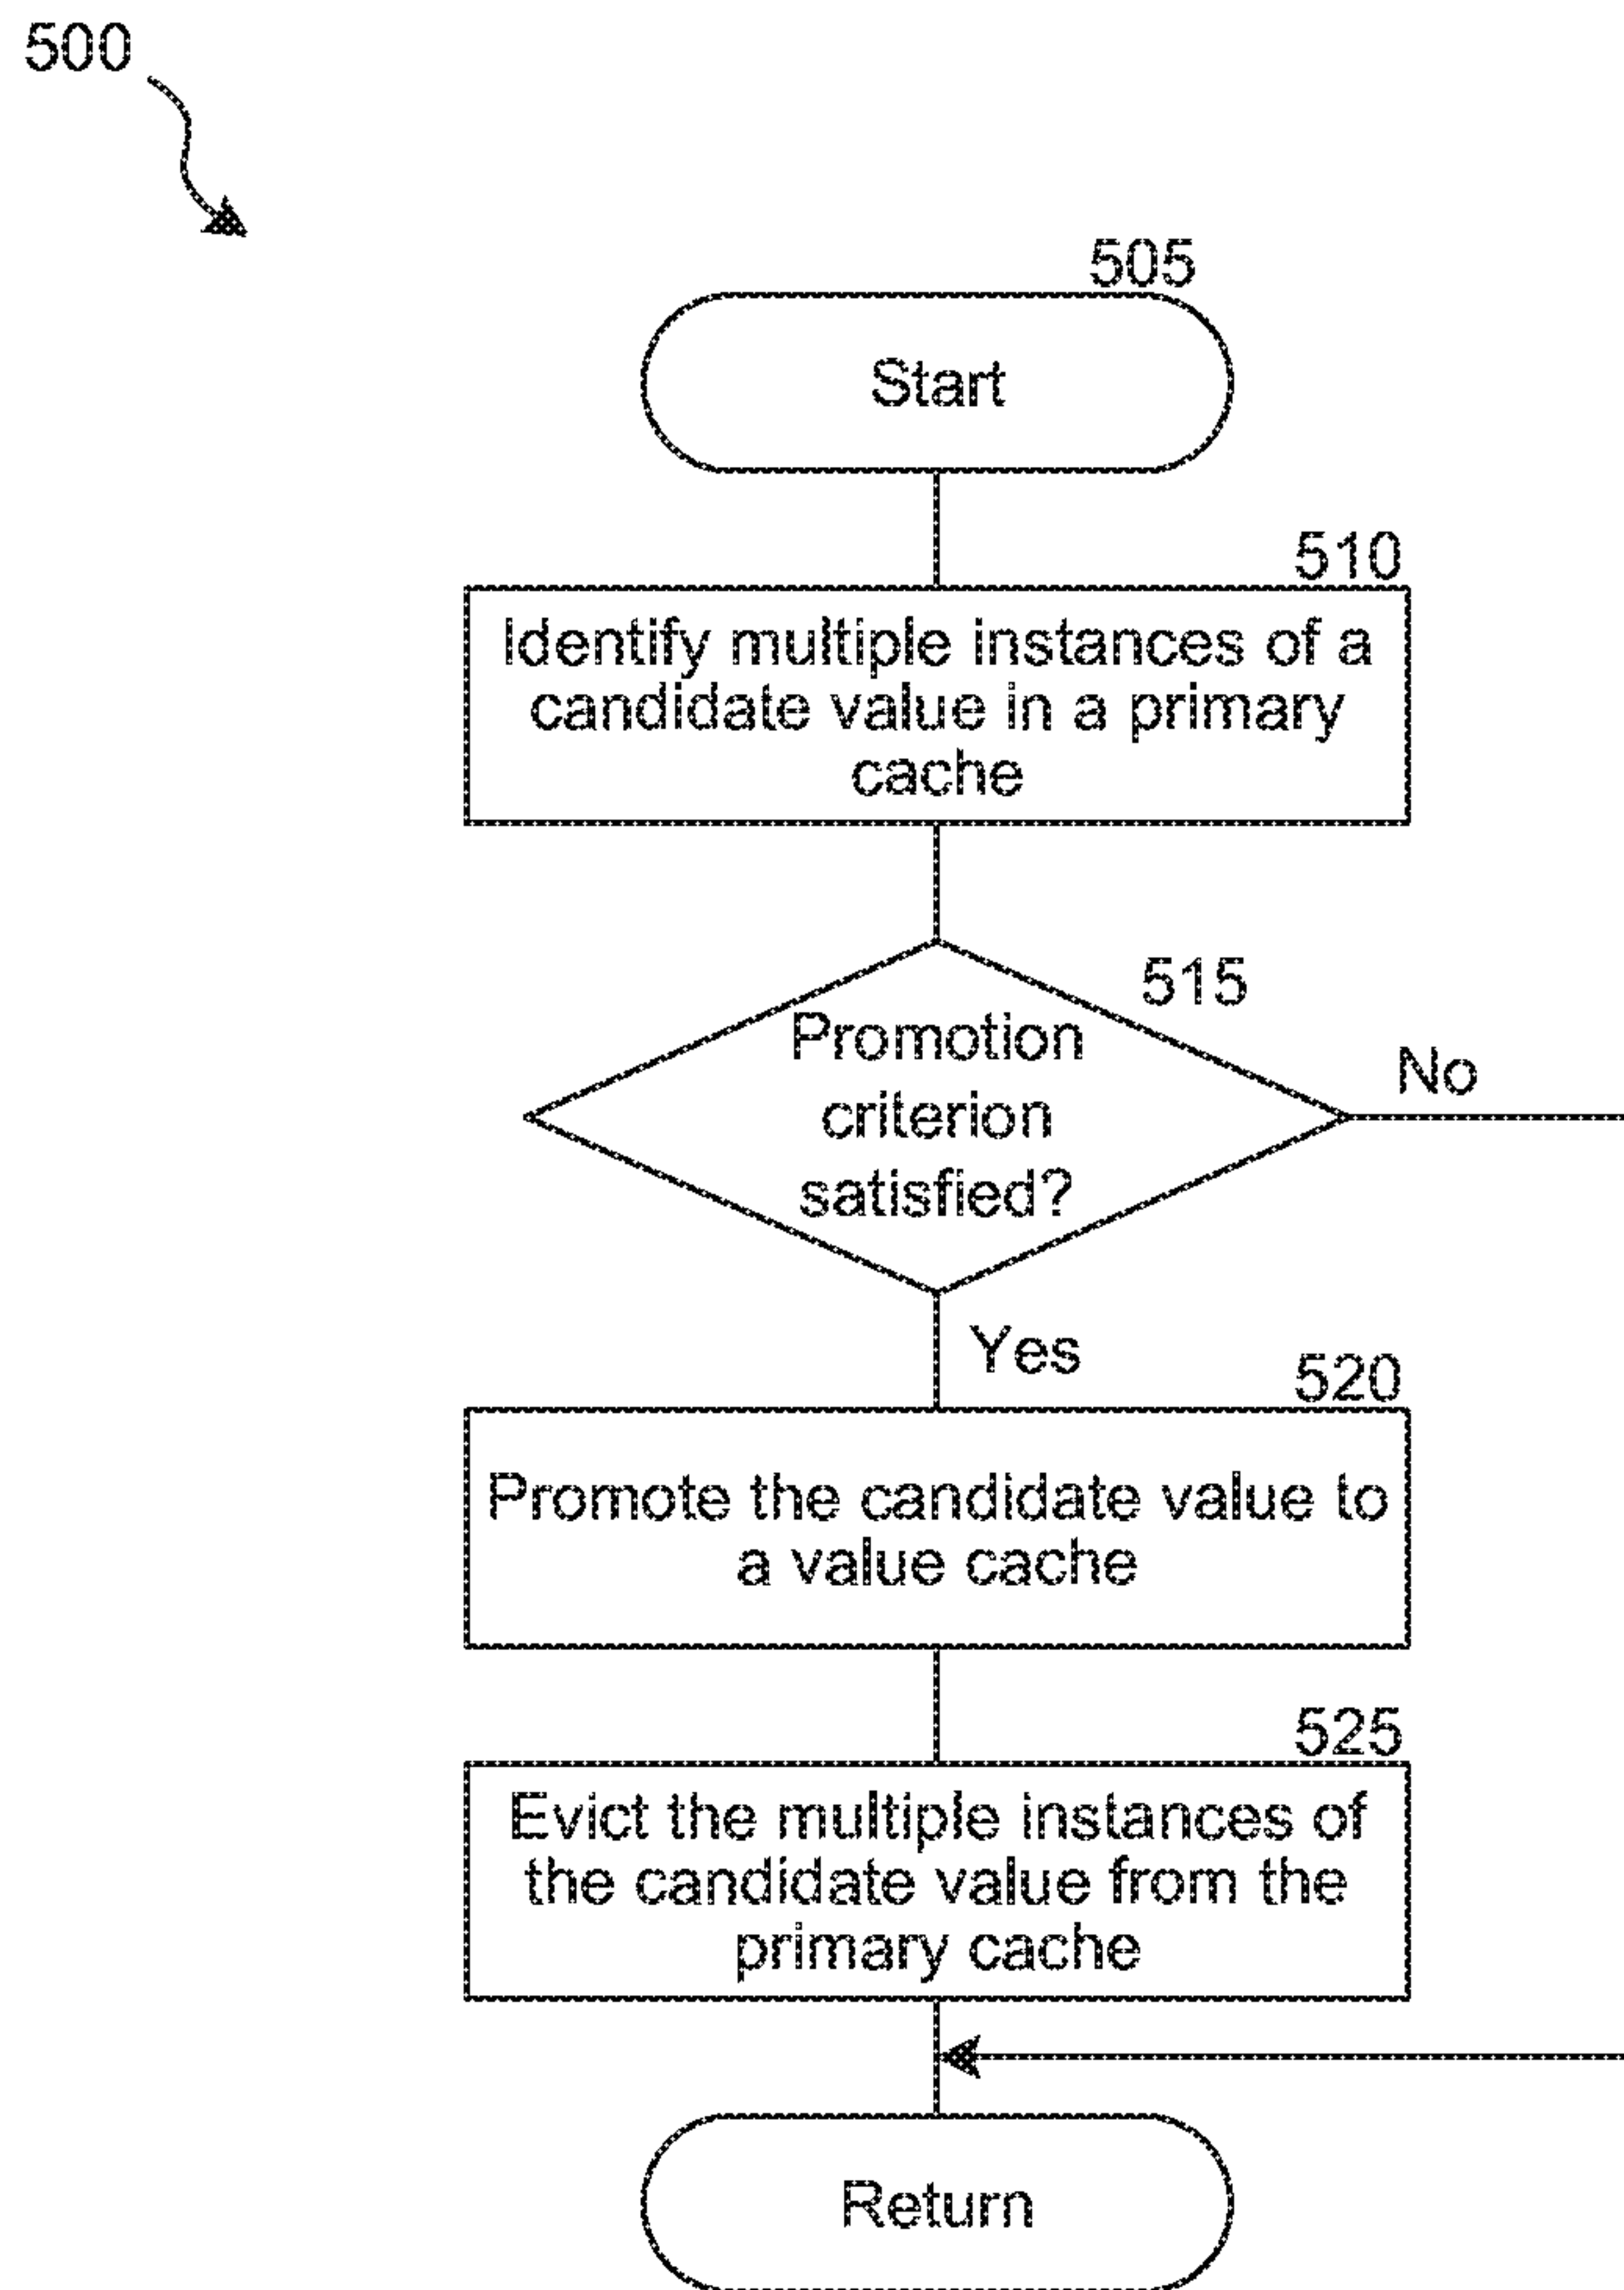 500
505
Start
510
Identify multiple instances of a
candidate value in a primary
cache
515
Promotion
criterion
satisfied?
No
Yes
520
Promote the candidate value to
a value cache
525
Evict the multiple instances of
the candidate value from the
primary cache
Return